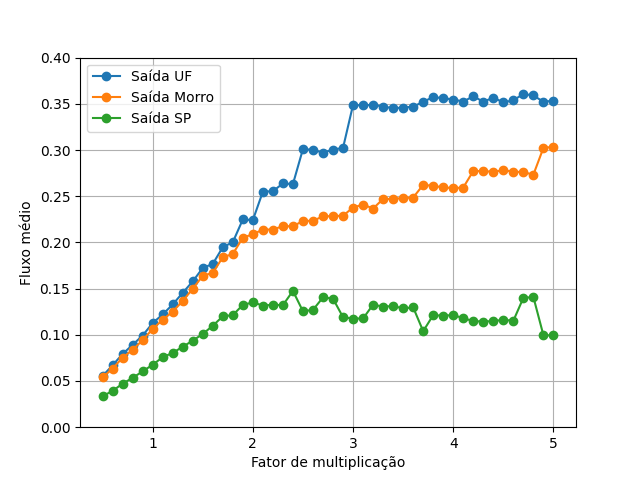 0.40
0.35
0.30
0.25
0.20
0.15
0.10
0.05
0.00
Fluxo médio
Saída UF
Saída Morro
Saída SP
1 2 3 4 5
Fator de multiplicação